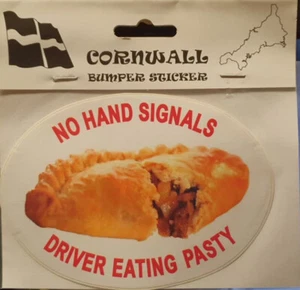 CORNWALL
BUMPER STICKER
NO HAND SIGNALS
DRIVER EATING PASTY